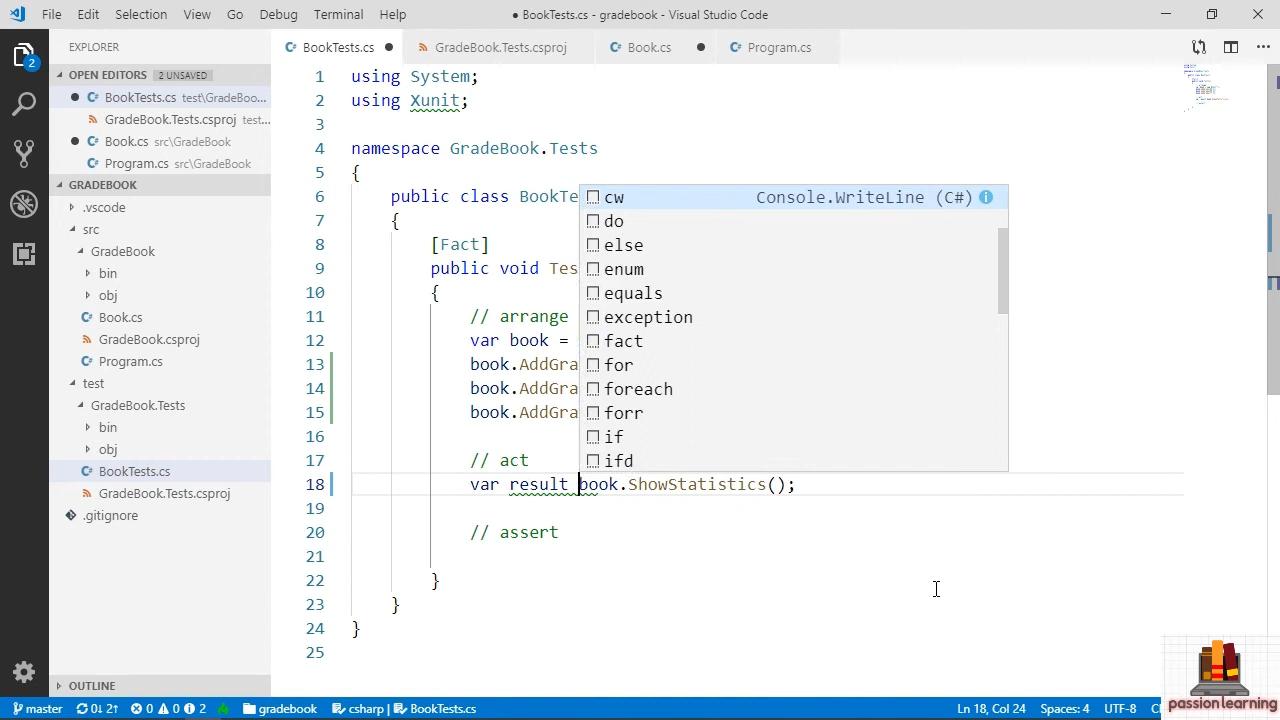 File Edit Selection View Go Debug Terminal Help
● BookTests.cs - gradebook - Visual Studio Code
EXPLORER
OPEN EDITORS 2 UNSAVED
BookTests.cs test\GradeBoo...
GradeBook.Tests.csproj test...
Book.cs src\GradeBook
Program.cs src\GradeBook
GRADEBOOK
.vscode
src
GradeBook
bin
obj
Book.cs
GradeBook.csproj
Program.cs
test
GradeBook.Tests
bin
obj
BookTests.cs
GradeBook.Tests.csproj
.gitignore
OUTLINE
2
BookTests.cs GradeBook.Tests.csproj Book.cs Program.cs
1 using System;
2 using Xunit;
3
4 namespace GradeBook.Tests
5 {
6 public class BookTe
7 {
8 [Fact]
9 public void Tes
10 {
11 // arrange
12 var book =
13 book.AddGra
14 book.AddGra
15 book.AddGra
16
17 // act
18 var result book.ShowStatistics();
19
20 // assert
21
22 }
23 }
24 }
25
cw Console.WriteLine (C#)
do
else
enum
equals
exception
fact
for
foreach
forr
if
ifd
passion learning
master 0↓ 2↑ 0 0 2 gradebook csharp | BookTests.cs Ln 18, Col 24 Spaces: 4 UTF-8